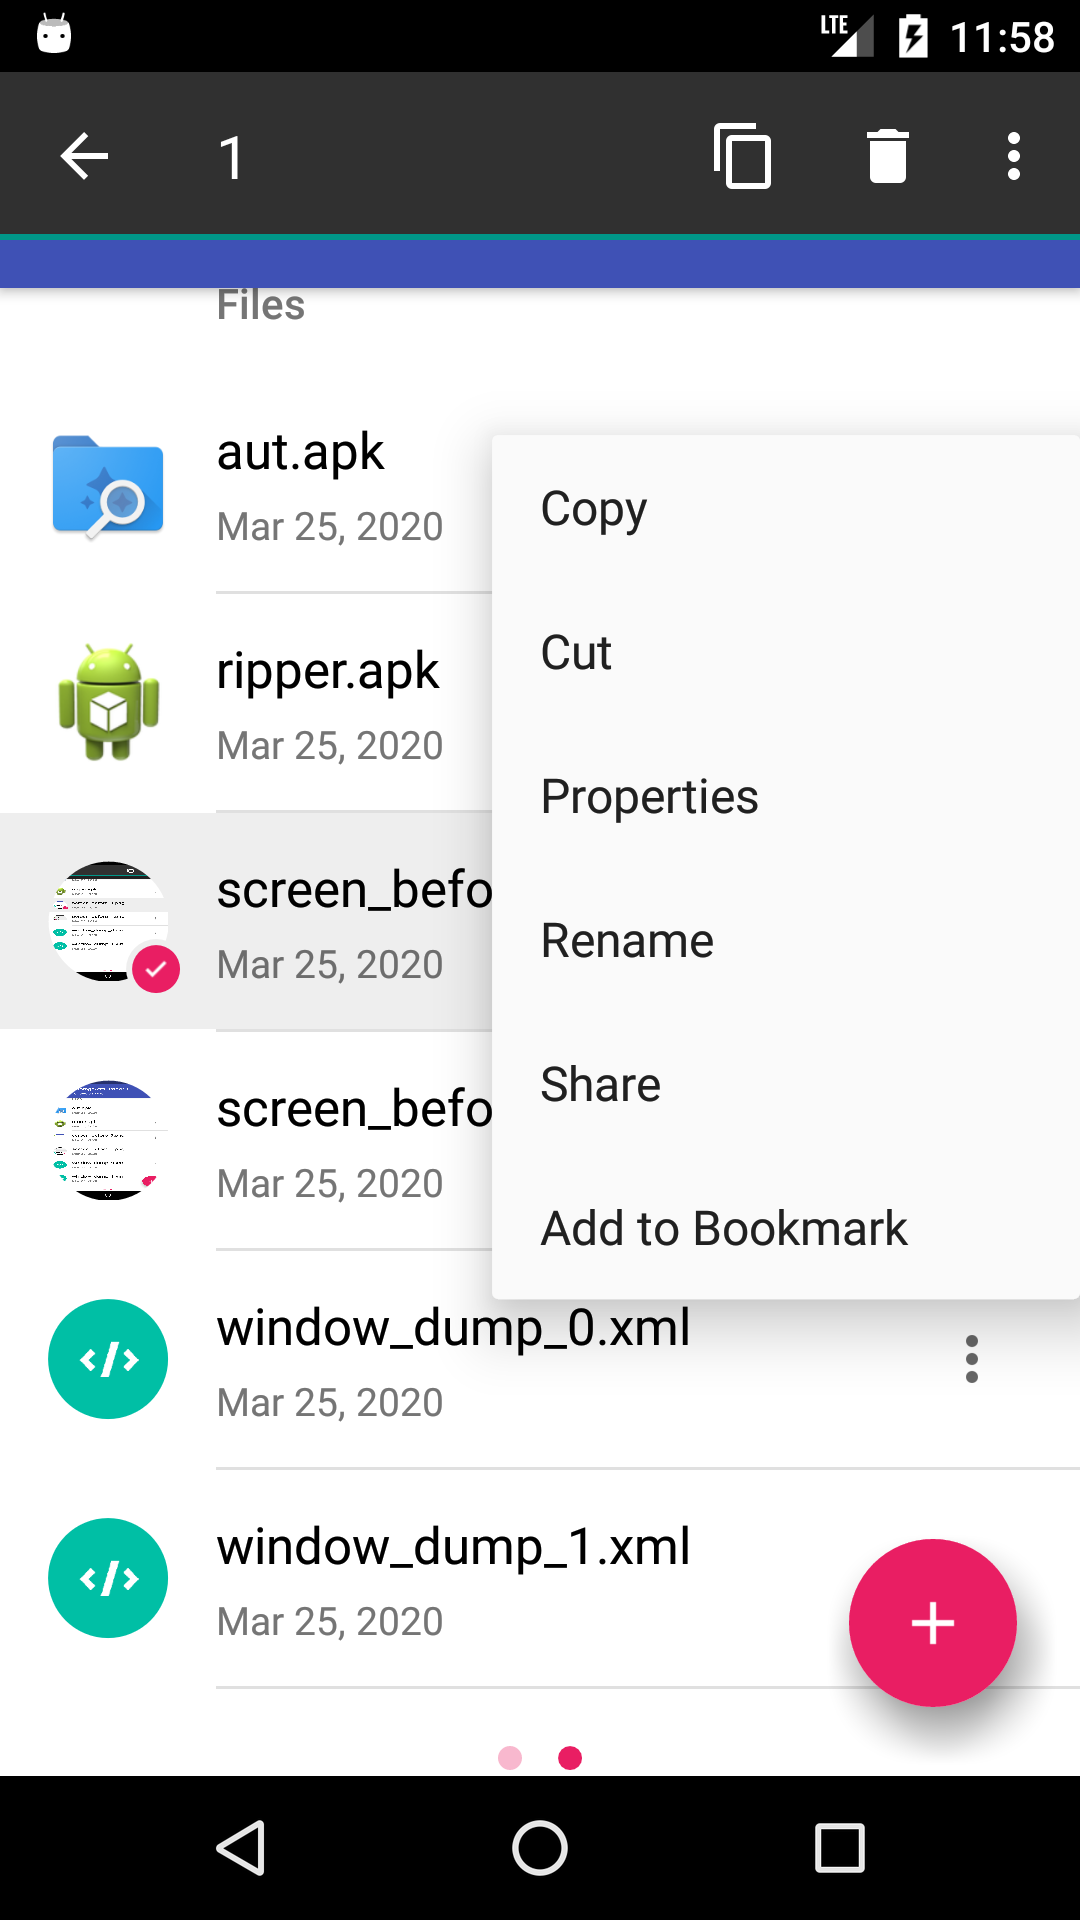 LTE 11:58
1
Files
aut.apk
Mar 25, 2020
ripper.apk
Mar 25, 2020
screen_befo
Mar 25, 2020
screen_befo
Mar 25, 2020
window_dump_0.xml
Mar 25, 2020
window_dump_1.xml
Mar 25, 2020
Copy
Cut
Properties
Rename
Share
Add to Bookmark